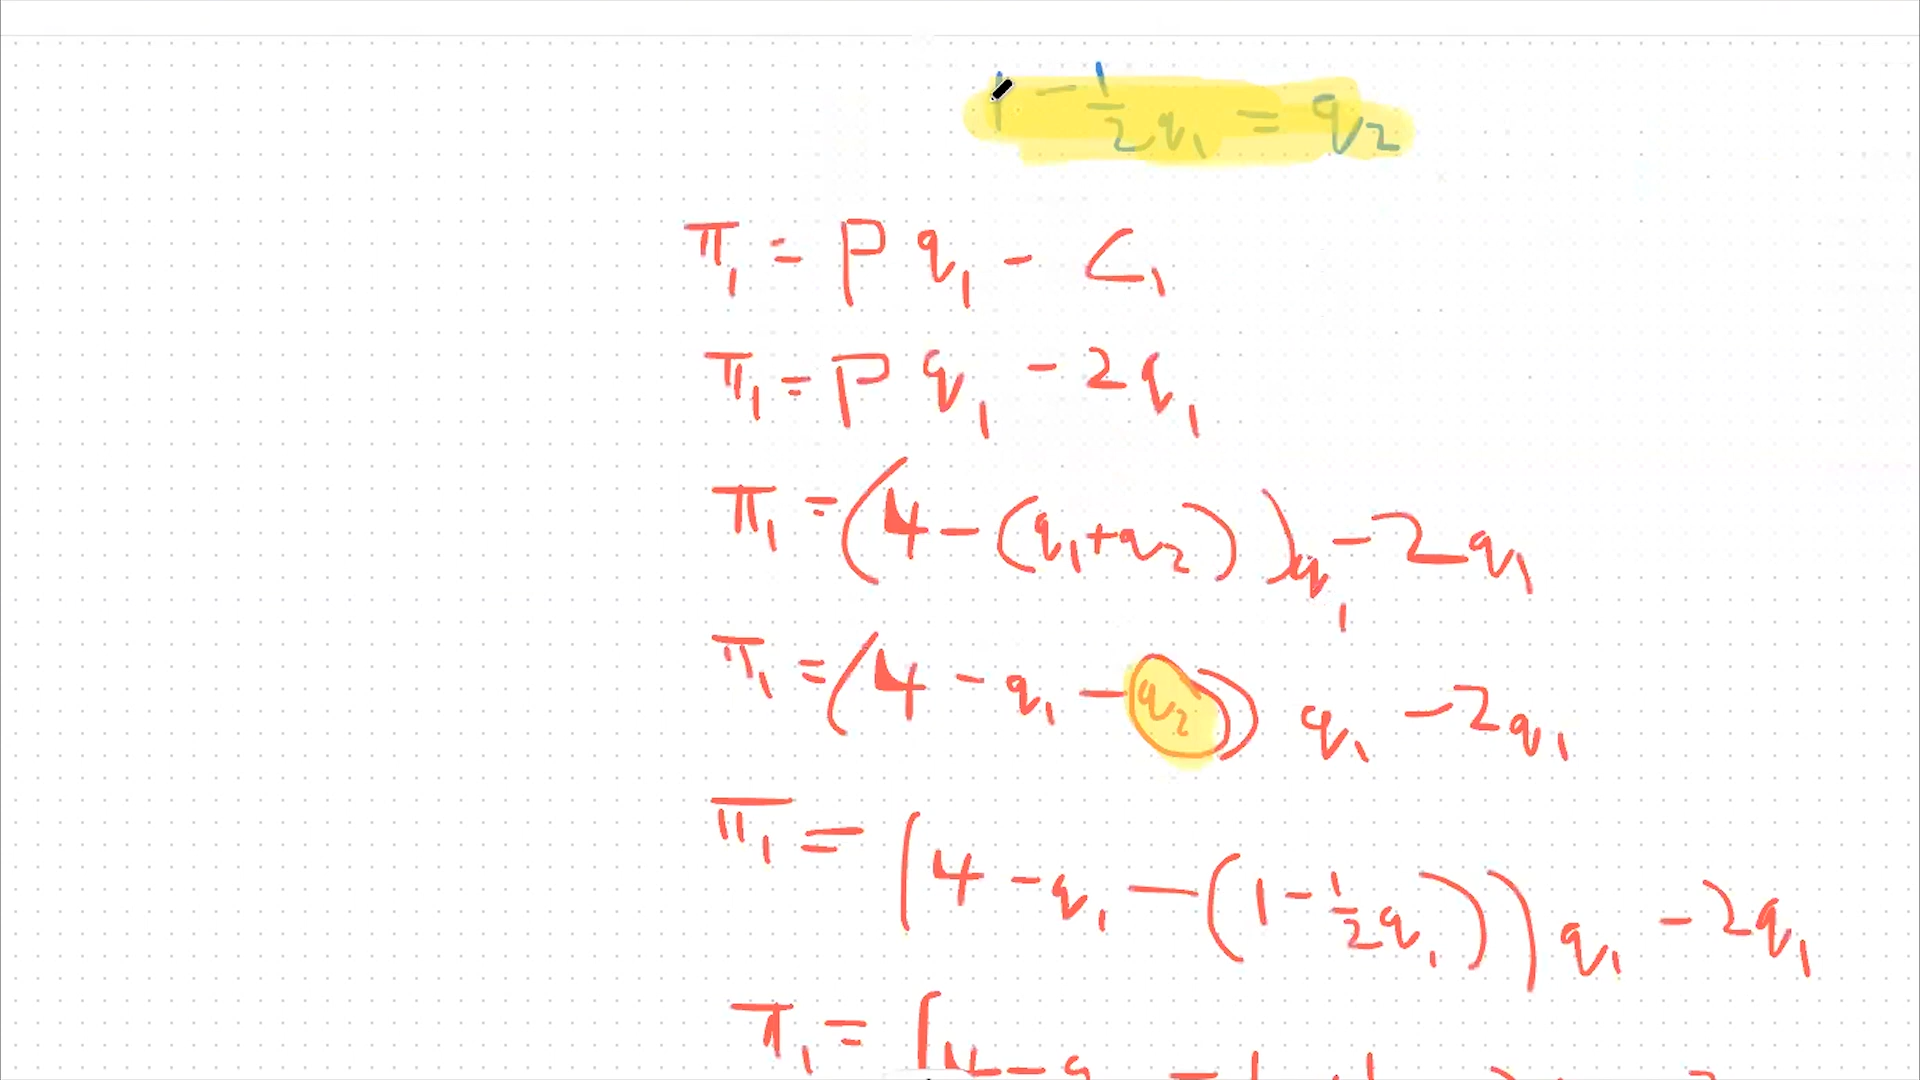 1 - 1/2 q₁ = q₂
π₁ = P q₁ - C₁
π₁ = P q₁ - 2q₁
π₁ = (4 - (q₁+q₂))q₁ - 2q₁
π₁ = (4 - q₁ - q₂) q₁ - 2q₁
π₁ = (4 - q₁ - (1 - 1/2 q₁)) q₁ - 2q₁
π₁ =